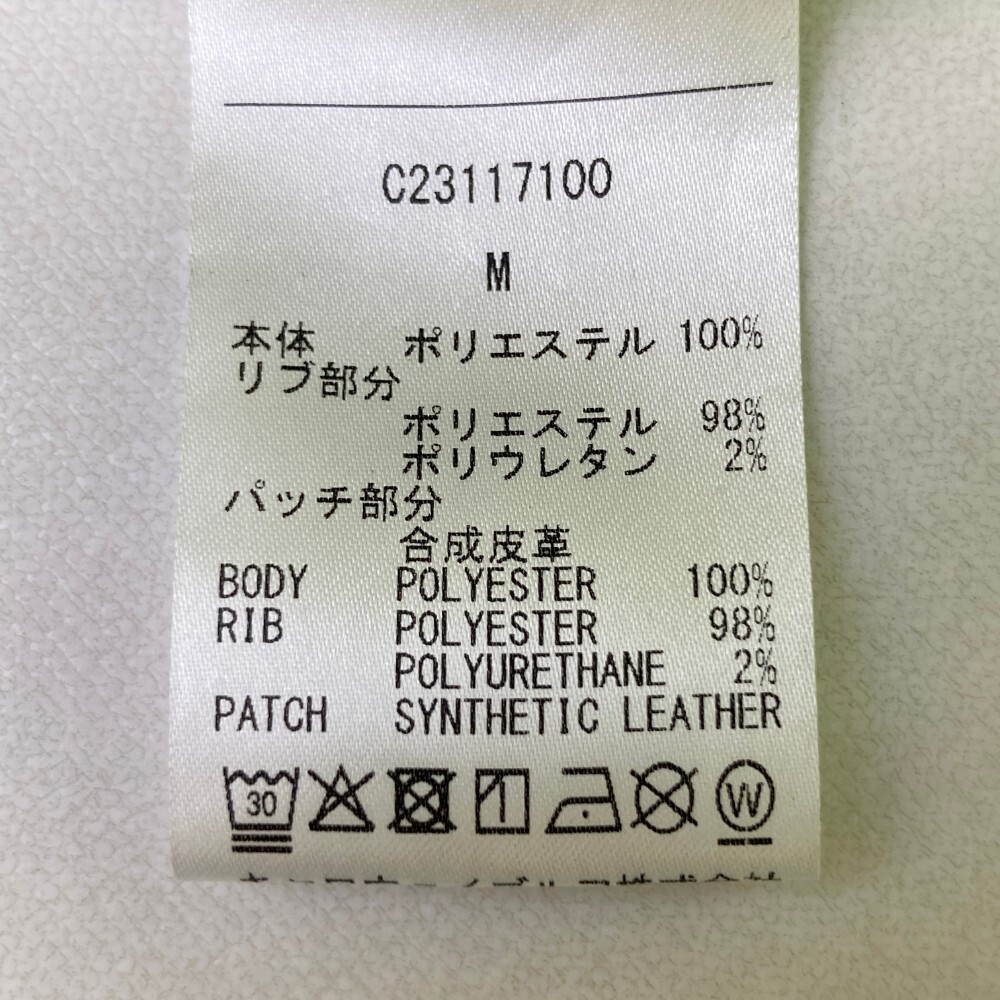 C23117100
M
本体 ポリエステル 100%
リブ部分
ポリエステル 98%
ポリウレタン 2%
パッチ部分
合成皮革
BODY POLYESTER 100%
RIB POLYESTER 98%
POLYURETHANE 2%
PATCH SYNTHETIC LEATHER
30 W